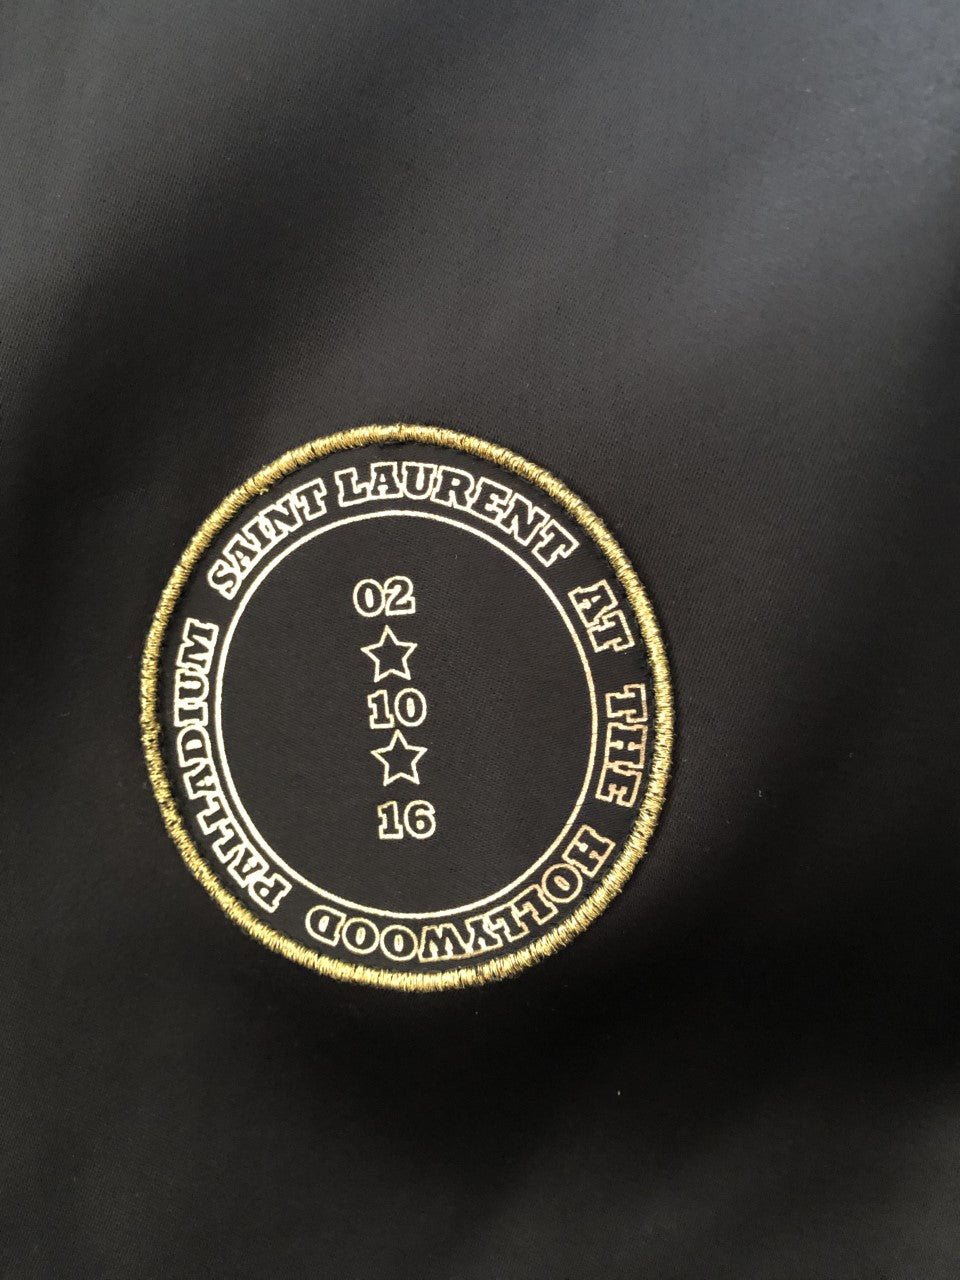 SAINT LAURENT AT THE HOLLYWOOD PALLADIUM
02
10
16